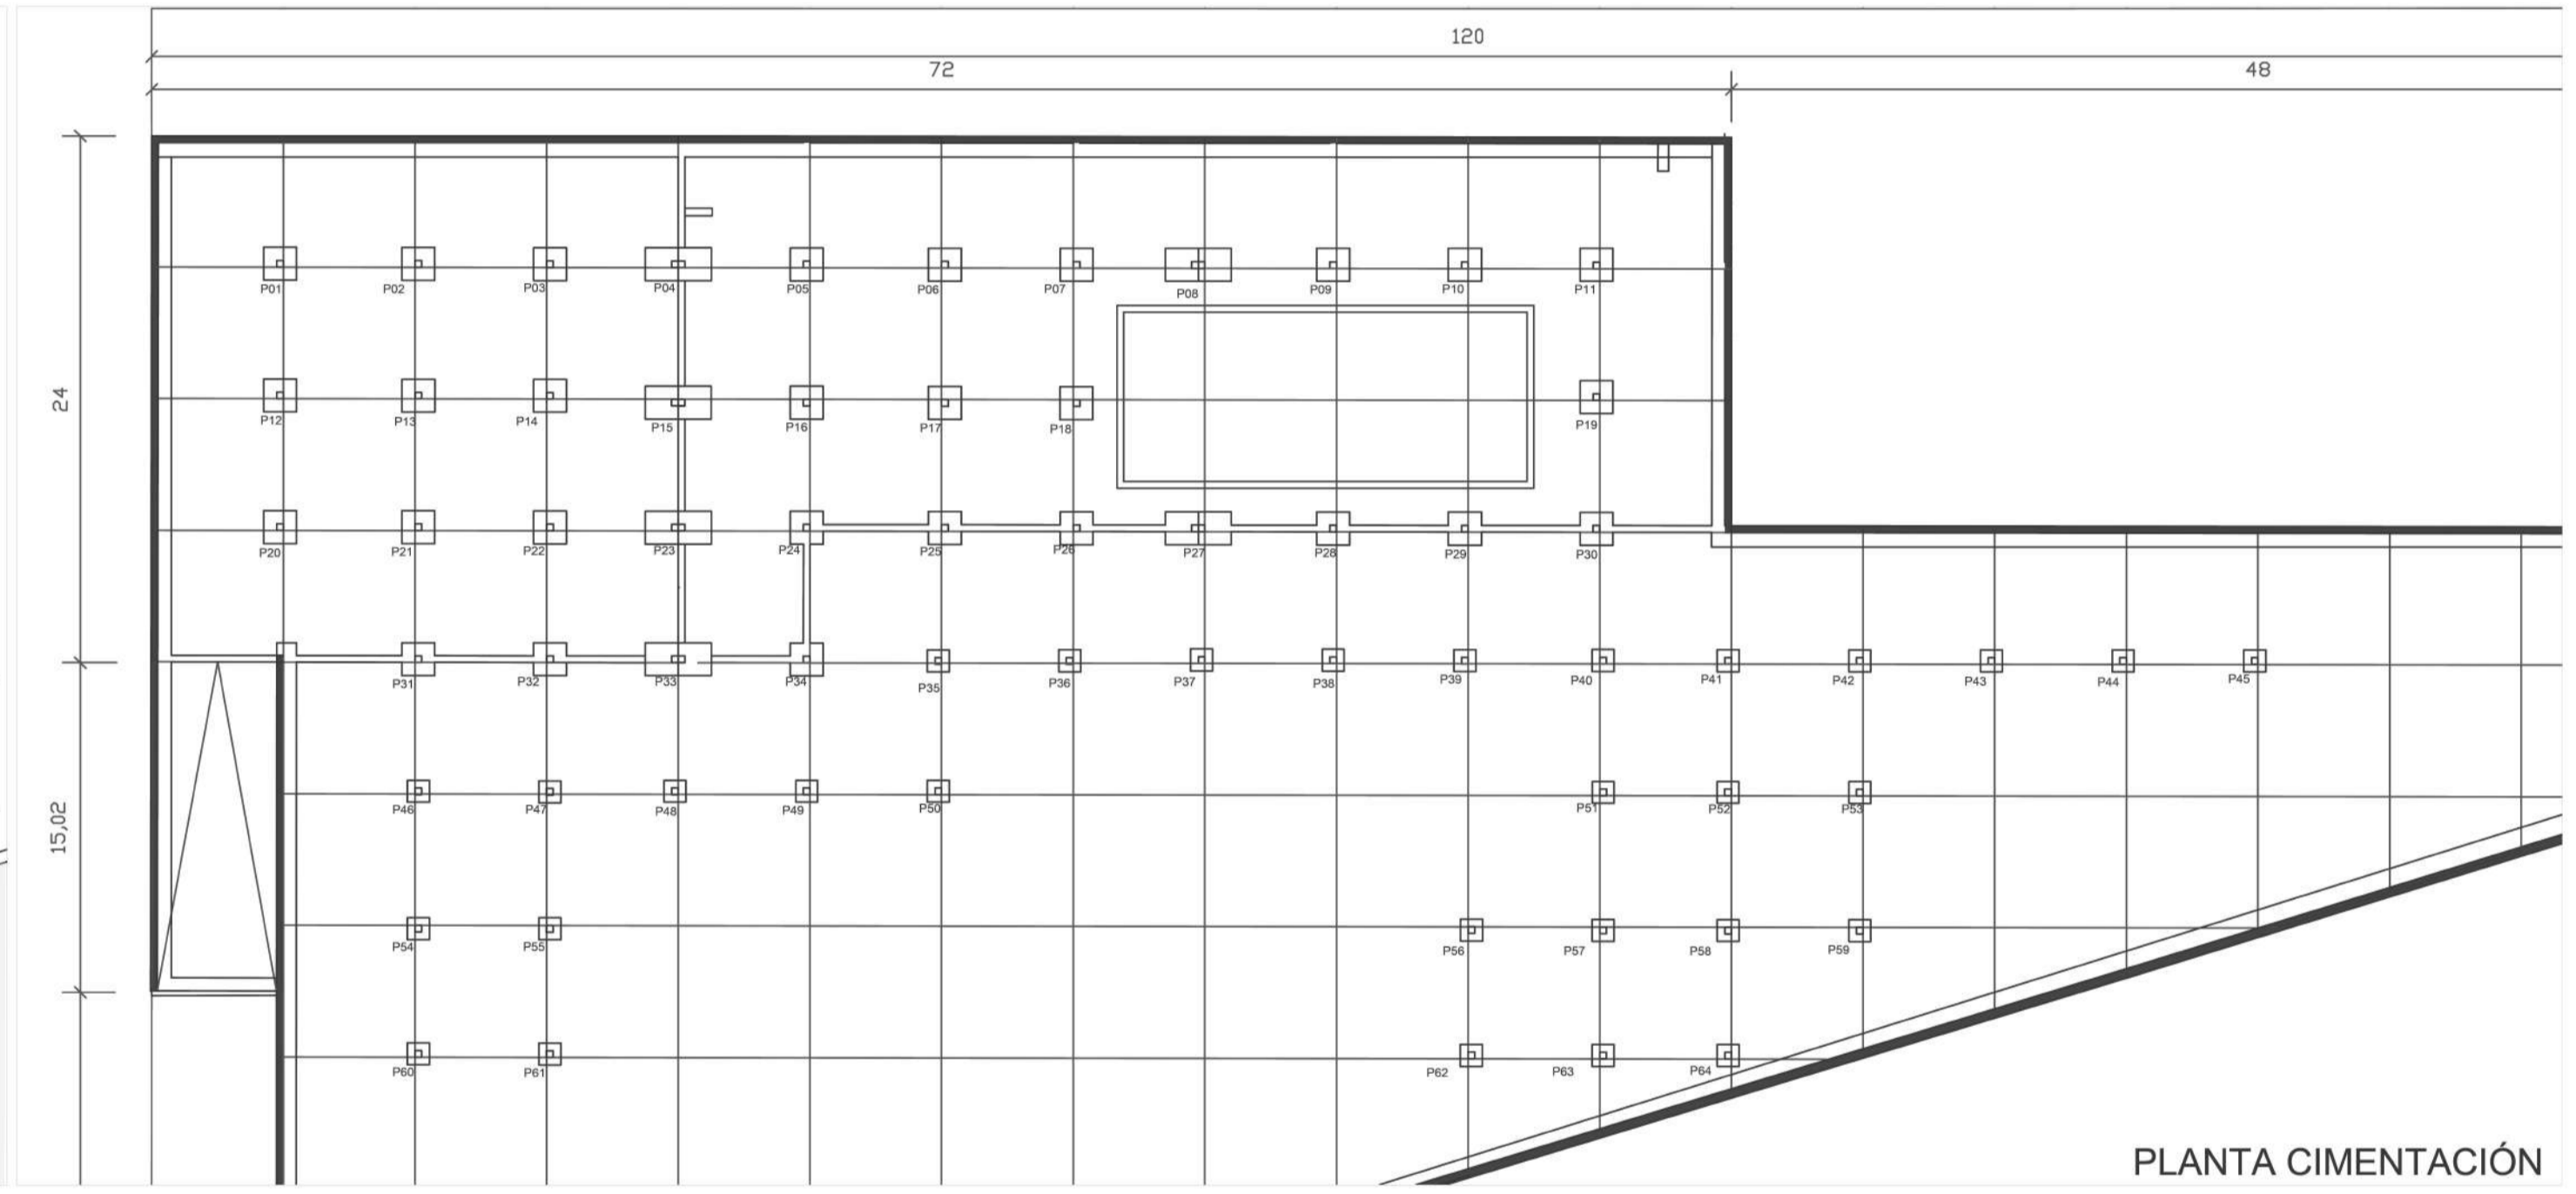 120
72
48
P01 P02 P03 P04 P05 P06 P07 P08 P09 P10 P11
24
P12 P13 P14 P15 P16 P17 P18 P19
P20 P21 P22 P23 P24 P25 P26 P27 P28 P29 P30
P31 P32 P33 P34 P35 P36 P37 P38 P39 P40 P41 P42 P43 P44 P45
15,02
P46 P47 P48 P49 P50 P51 P52 P53
P54 P55 P56 P57 P58 P59
P60 P61 P62 P63 P64
PLANTA CIMENTACIÓN